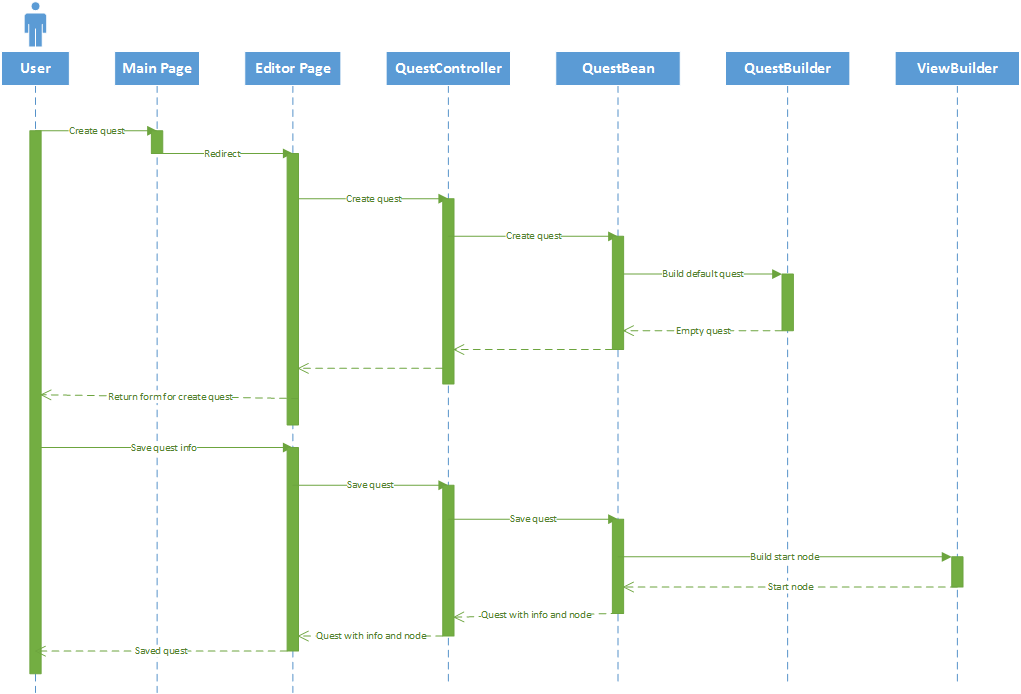 User
Main Page
Editor Page
QuestController
QuestBean
QuestBuilder
ViewBuilder
Create quest
Redirect
Create quest
Create quest
Build default quest
Empty quest
Return form for create quest
Save quest info
Save quest
Save quest
Build start node
Start node
Quest with info and node
Quest with info and node
Saved quest